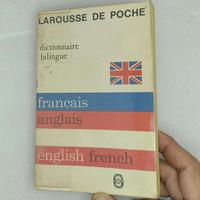 LAROUSSE DE POCHE
dictionnaire
bilingue
français
anglais
english french